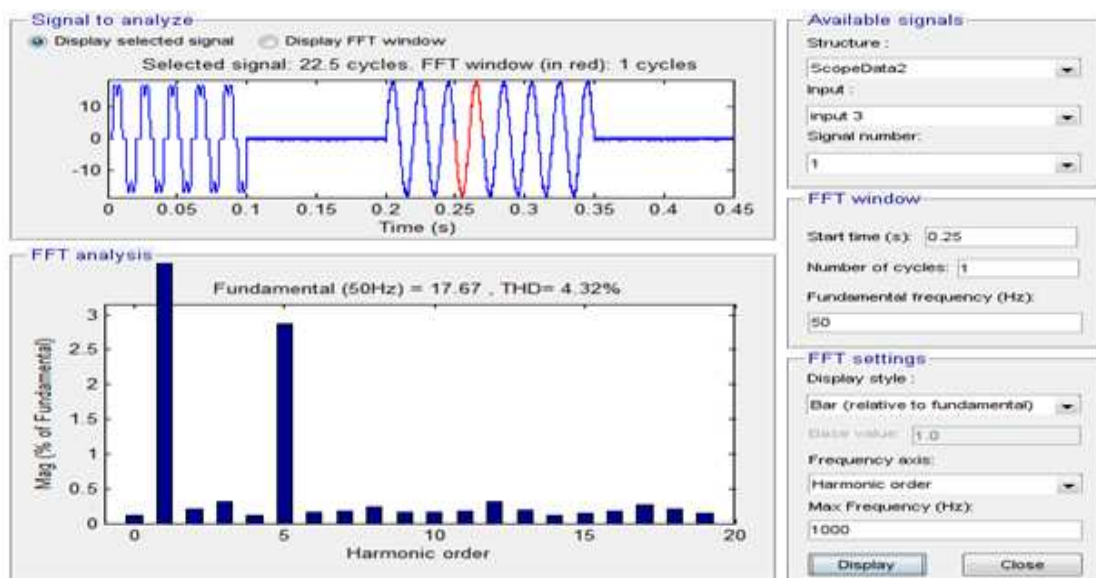 Signal to analyze
Display selected signal Display FFT window
Selected signal: 22.5 cycles. FFT window (in red): 1 cycles
10
0
-10
0 0.05 0.1 0.15 0.2 0.25 0.3 0.35 0.4 0.45
Time (s)
FFT analysis
Fundamental (50Hz) = 17.67 , THD= 4.32%
Mag (% of Fundamental)
3
2.5
2
1.5
1
0.5
0
0 5 10 15 20
Harmonic order
Available signals
Structure :
ScopeData2
Input :
input 3
Signal number:
1
FFT window
Start time (s): 0.25
Number of cycles: 1
Fundamental frequency (Hz):
50
FFT settings
Display style :
Bar (relative to fundamental)
Base value: 1.0
Frequency axis:
Harmonic order
Max Frequency (Hz):
1000
Display Close